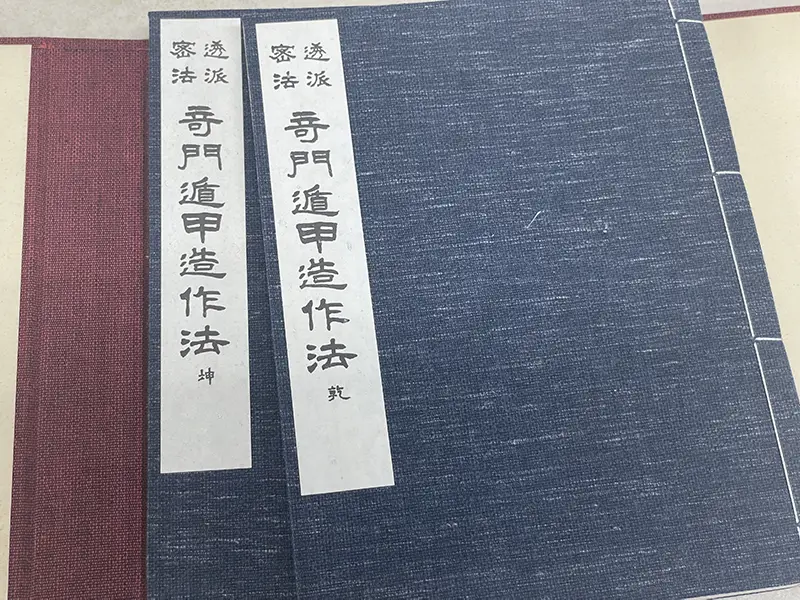 透派
密法
奇門遁甲造作法
坤
透派
密法
奇門遁甲造作法
乾